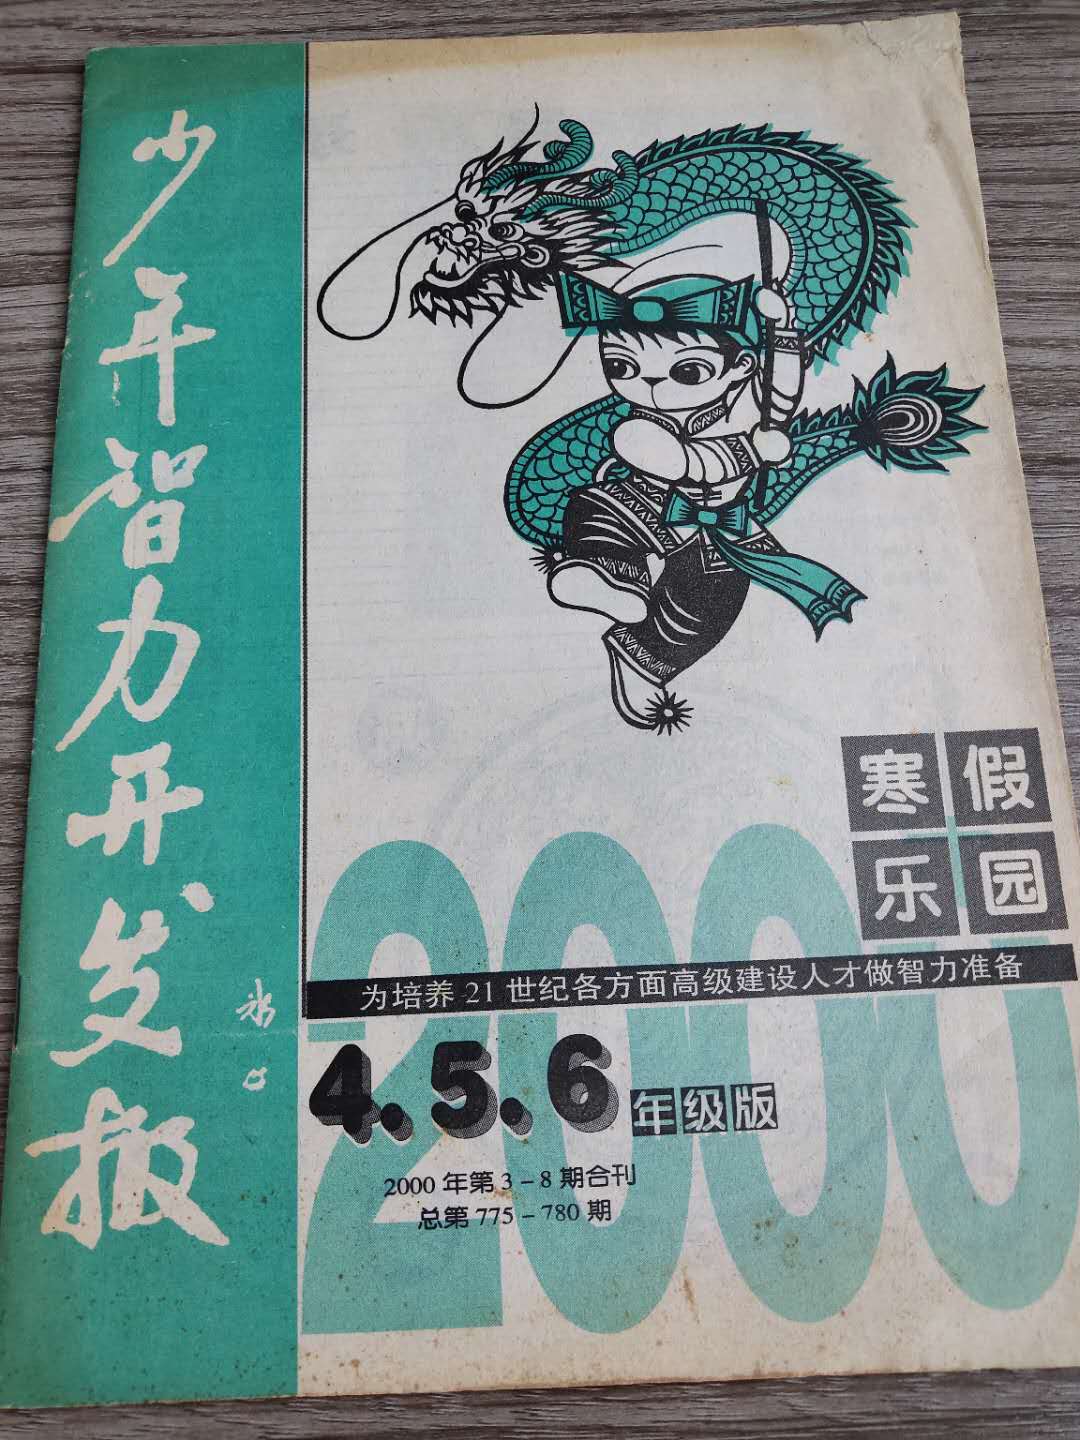 少年智力开发报
寒假
乐园
2000
为培养21世纪各方面高级建设人才做智力准备
4.5.6年级版
2000年第3－8期合刊
总第775－780期